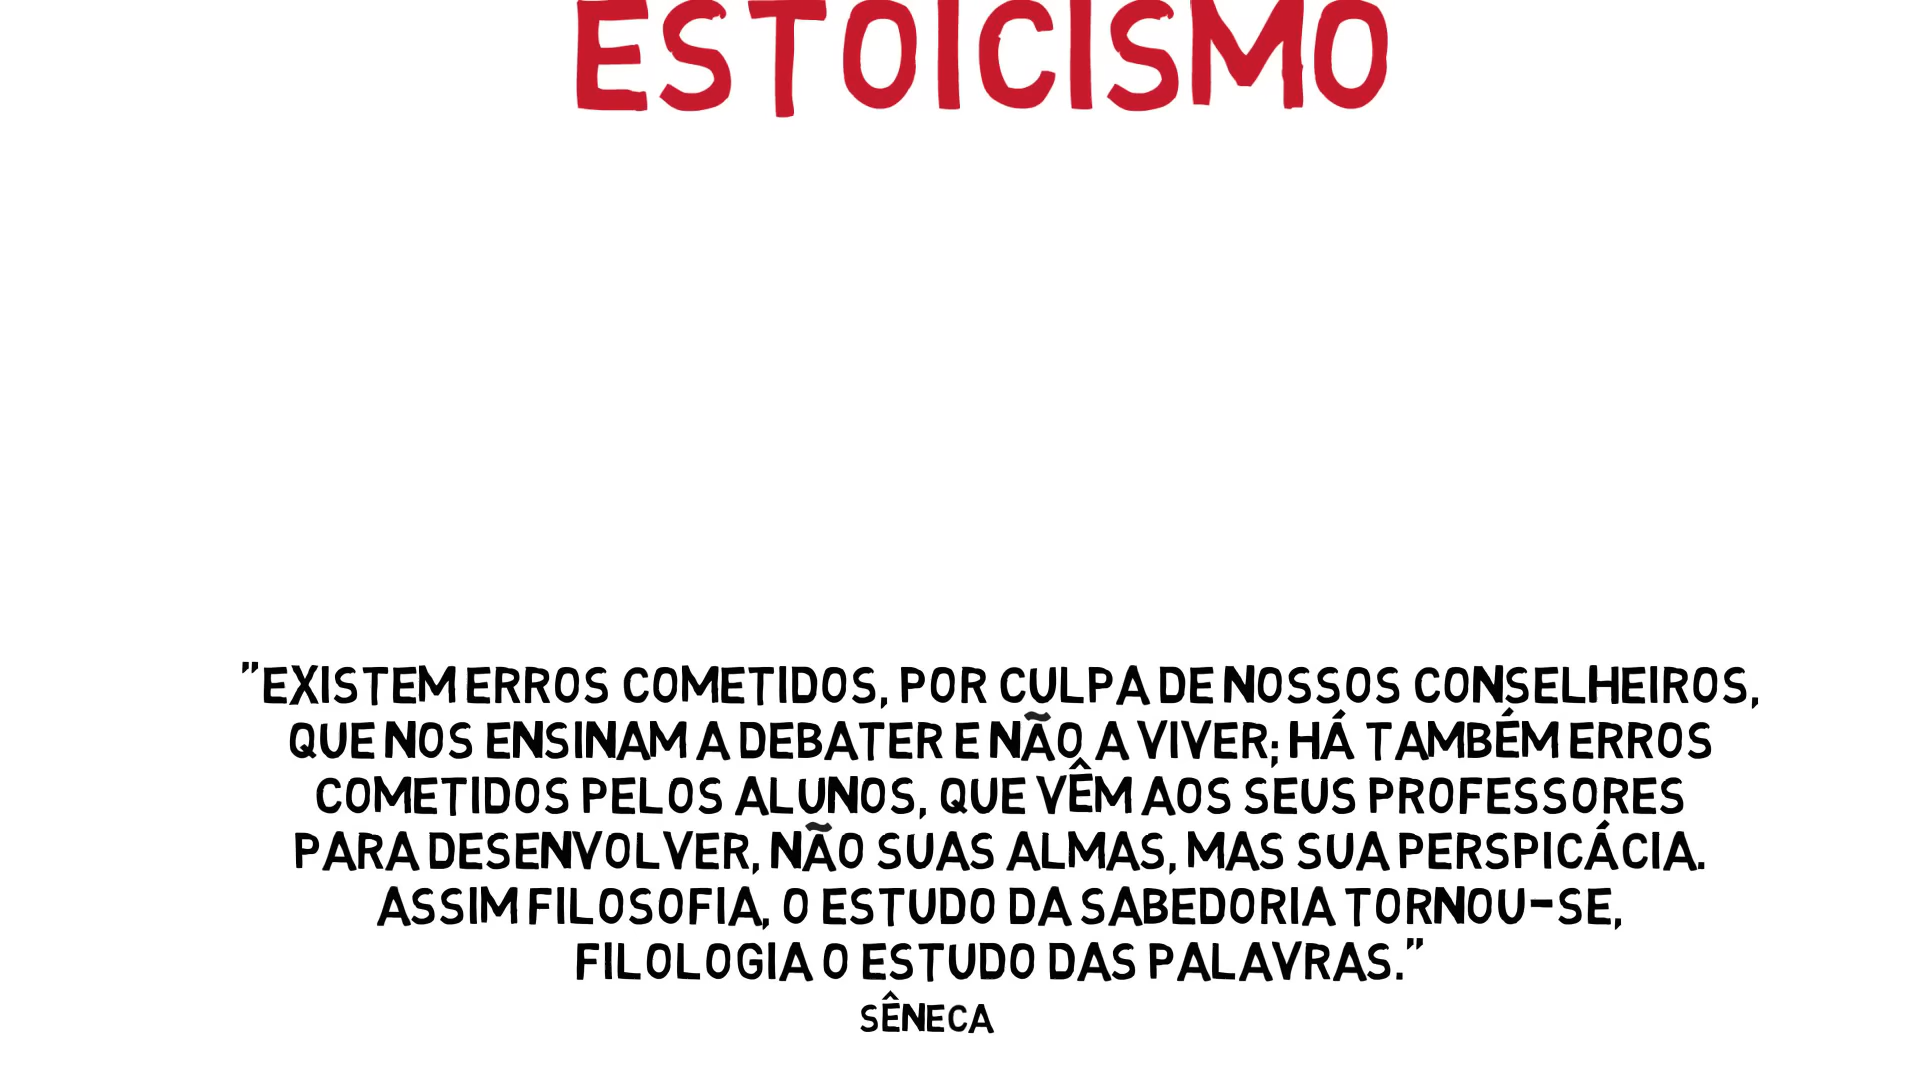 ESTOICISMO
"EXISTEM ERROS COMETIDOS, POR CULPA DE NOSSOS CONSELHEIROS,
QUE NOS ENSINAM A DEBATER E NÃO A VIVER; HÁ TAMBÉM ERROS
COMETIDOS PELOS ALUNOS, QUE VÊM AOS SEUS PROFESSORES
PARA DESENVOLVER, NÃO SUAS ALMAS, MAS SUA PERSPICÁCIA.
ASSIM FILOSOFIA, O ESTUDO DA SABEDORIA TORNOU-SE,
FILOLOGIA O ESTUDO DAS PALAVRAS."
SÊNECA